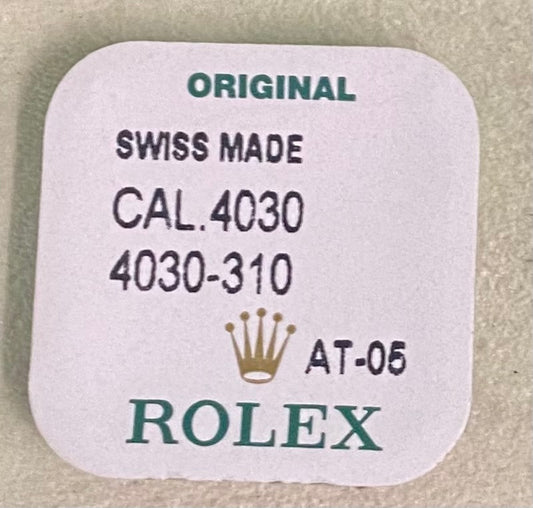 ORIGINAL
SWISS MADE
CAL.4030
4030-310
AT-05
ROLEX